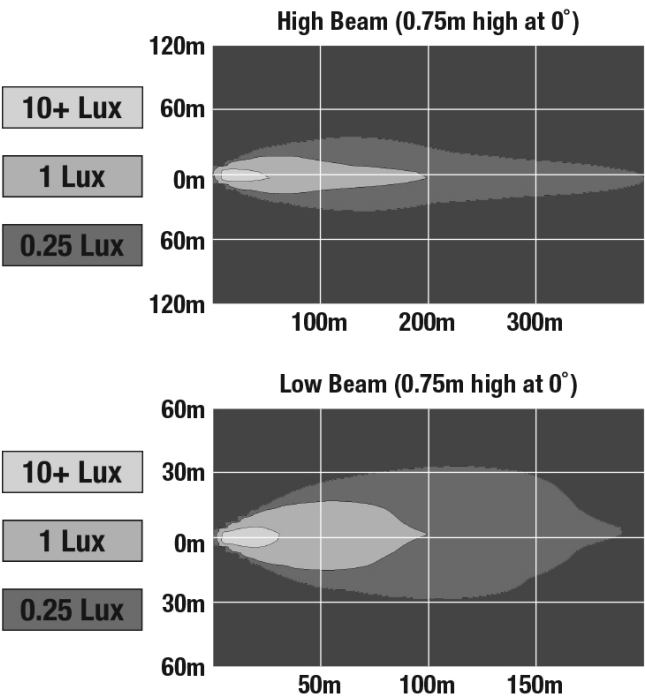 High Beam (0.75m high at 0°)
120m
10+ Lux
60m
1 Lux
0m
0.25 Lux
60m
120m
100m 200m 300m
Low Beam (0.75m high at 0°)
60m
10+ Lux
30m
1 Lux
0m
0.25 Lux
30m
60m
50m 100m 150m